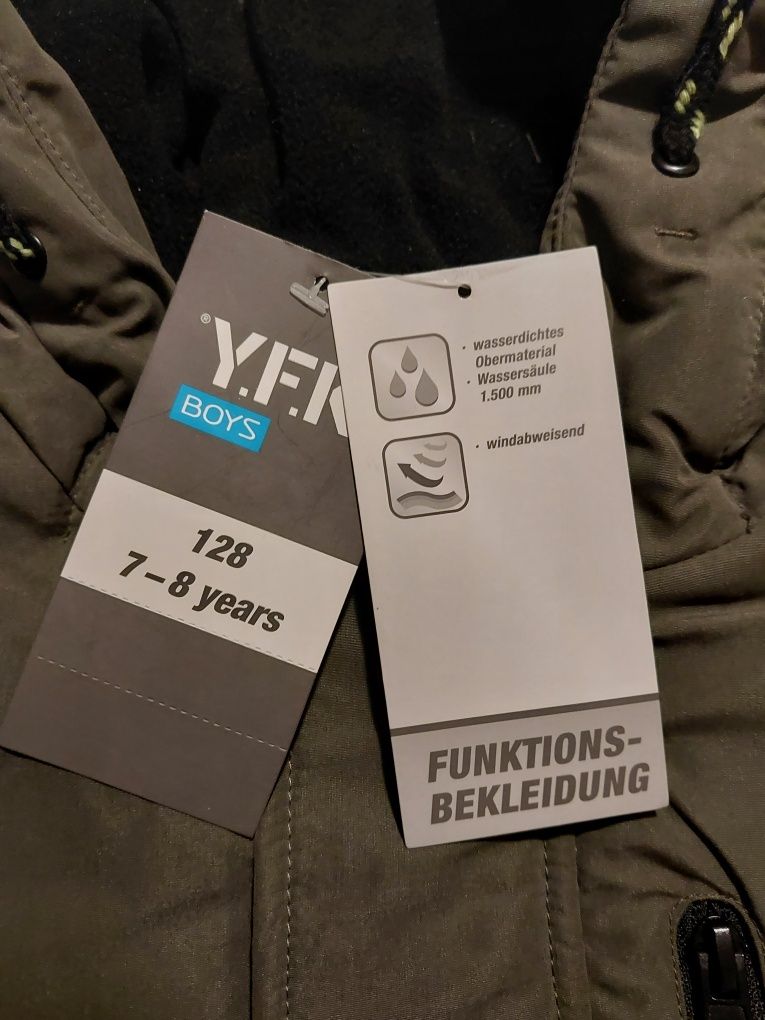 ® Y.F.K
BOYS
128
7 – 8 years
· wasserdichtes
Obermaterial
· Wassersäule
1.500 mm
· windabweisend
FUNKTIONS-
BEKLEIDUNG